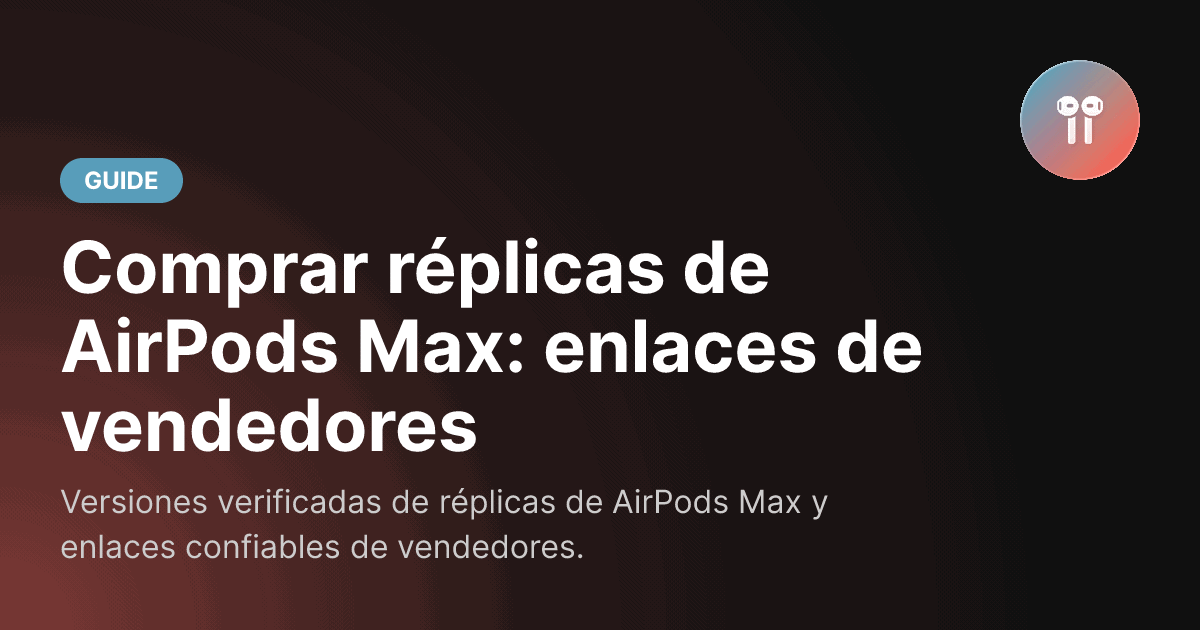 GUIDE
Comprar réplicas de
AirPods Max: enlaces de
vendedores
Versiones verificadas de réplicas de AirPods Max y
enlaces confiables de vendedores.